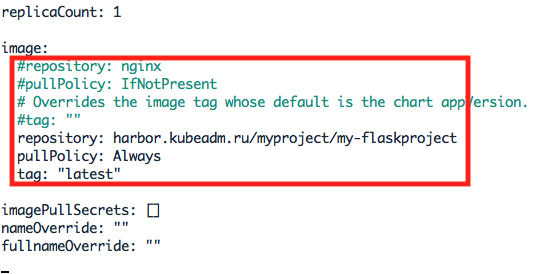 replicaCount: 1
image:
#repository: nginx
#pullPolicy: IfNotPresent
# Overrides the image tag whose default is the chart appVersion.
#tag: ""
repository: harbor.kubeadm.ru/myproject/my-flaskproject
pullPolicy: Always
tag: "latest"
imagePullSecrets: []
nameOverride: ""
fullnameOverride: ""